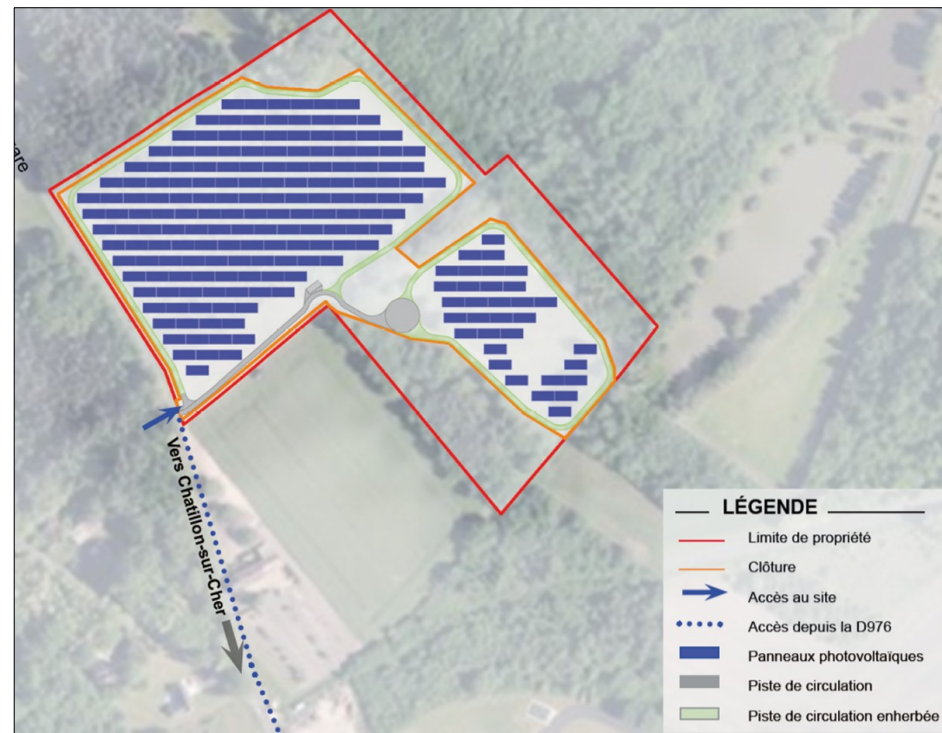 Vers Chatillon-sur-Cher
LÉGENDE
Limite de propriété
Clôture
Accès au site
Accès depuis la D976
Panneaux photovoltaïques
Piste de circulation
Piste de circulation enherbée